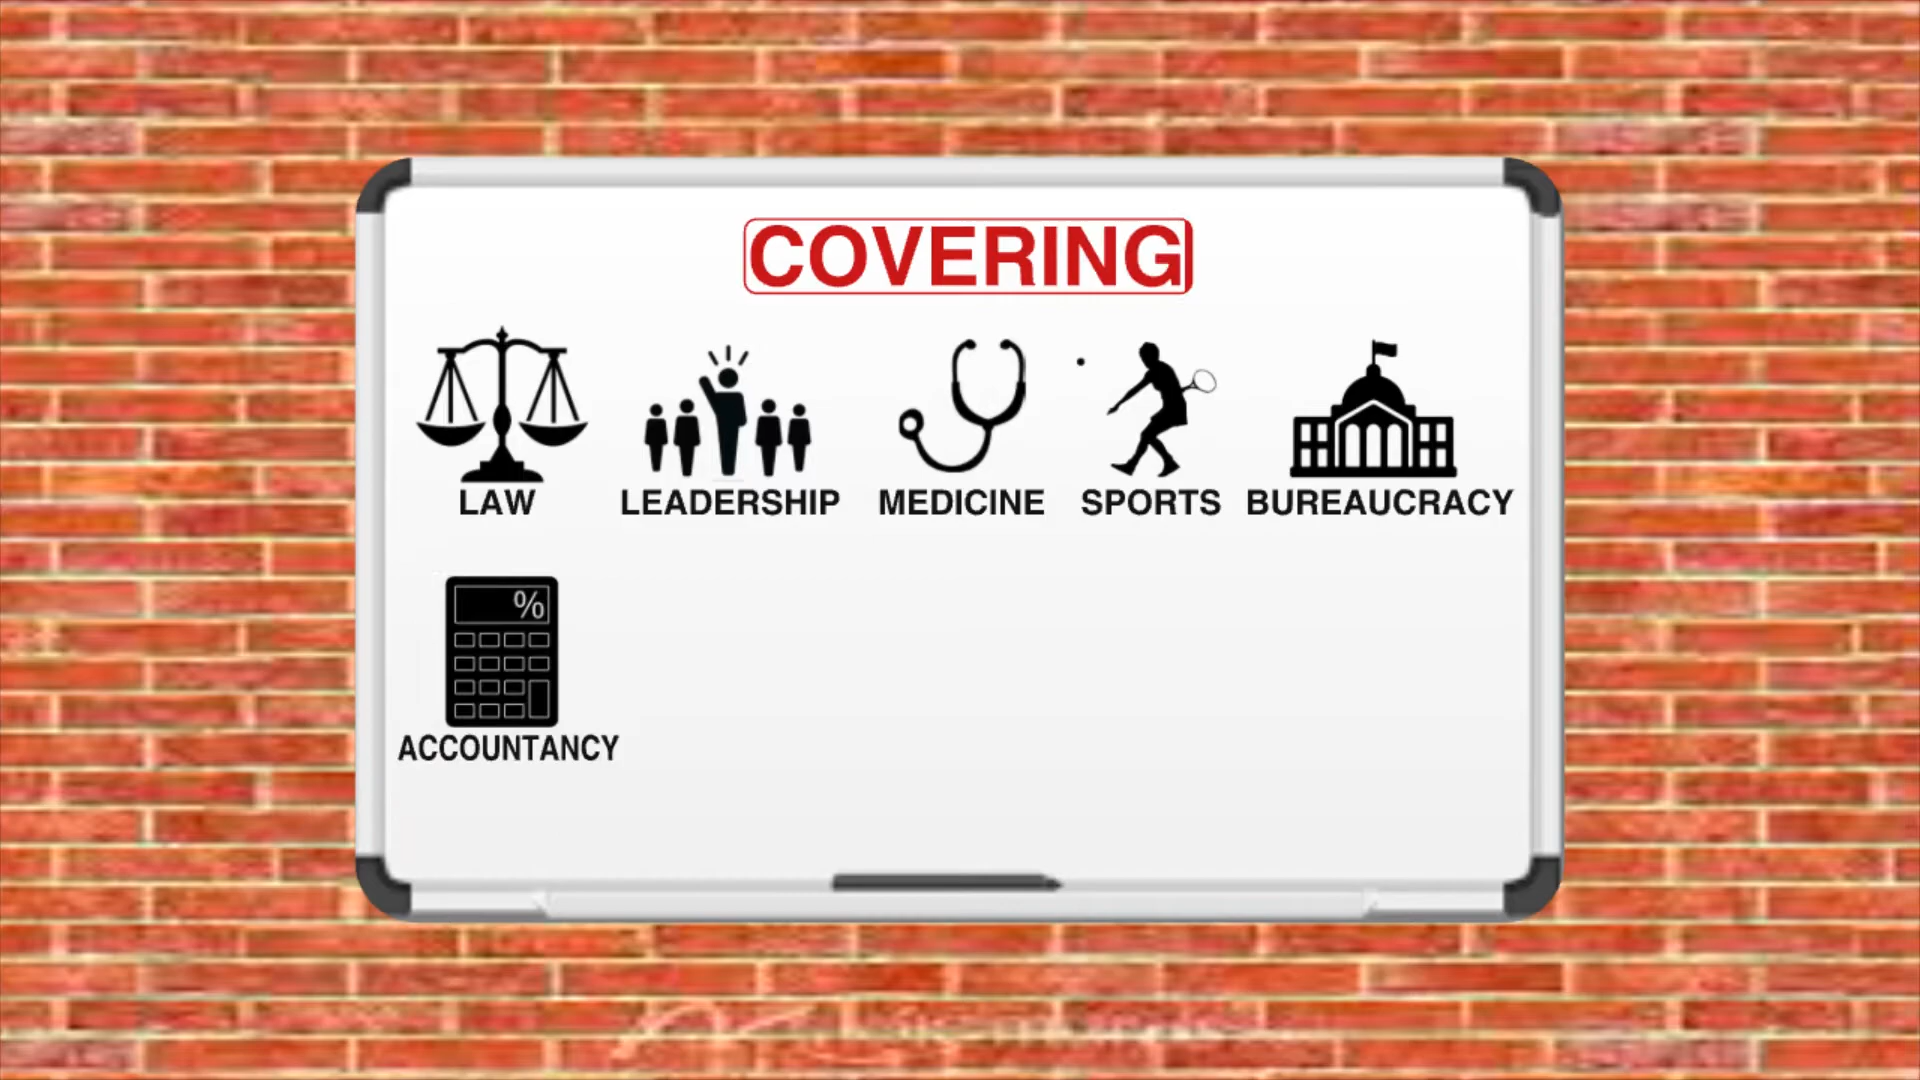 COVERING
LAW LEADERSHIP MEDICINE SPORTS BUREAUCRACY
%
ACCOUNTANCY